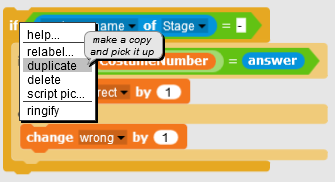 if name of Stage = -
help...
make a copy
and pick it up
relabel...
duplicate
costumeNumber = answer
delete
script pic...
rect by 1
ringify
change wrong by 1